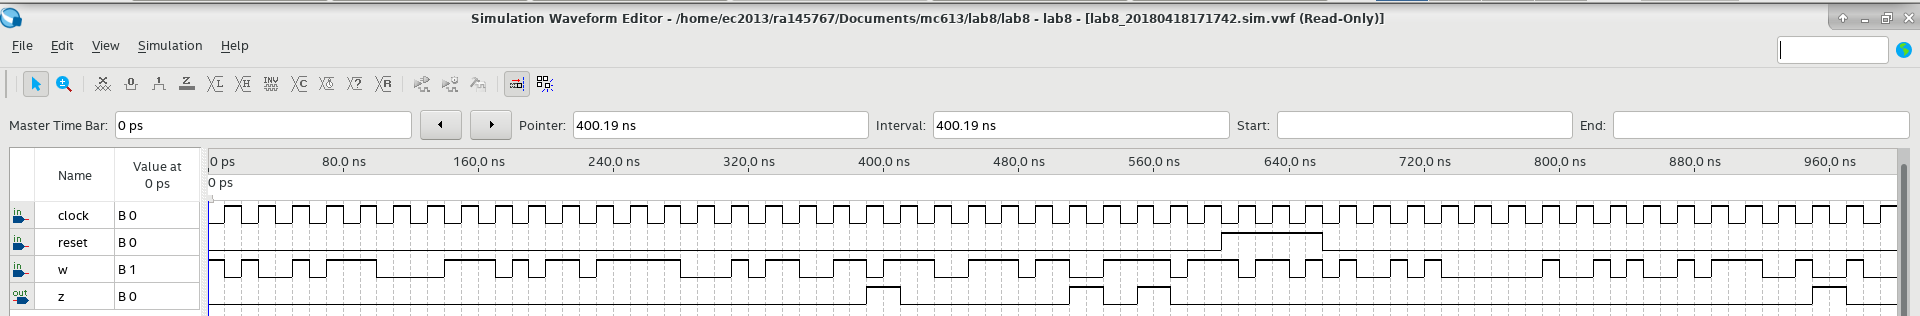 Simulation Waveform Editor - /home/ec2013/ra145767/Documents/mc613/lab8/lab8 - lab8 - [lab8_20180418171742.sim.vwf (Read-Only)]
File Edit View Simulation Help
Master Time Bar: 0 ps Pointer: 400.19 ns Interval: 400.19 ns Start: End:
Name Value at 0 ps
0 ps 80.0 ns 160.0 ns 240.0 ns 320.0 ns 400.0 ns 480.0 ns 560.0 ns 640.0 ns 720.0 ns 800.0 ns 880.0 ns 960.0 ns
0 ps
in clock B 0
in reset B 0
in w B 1
out z B 0